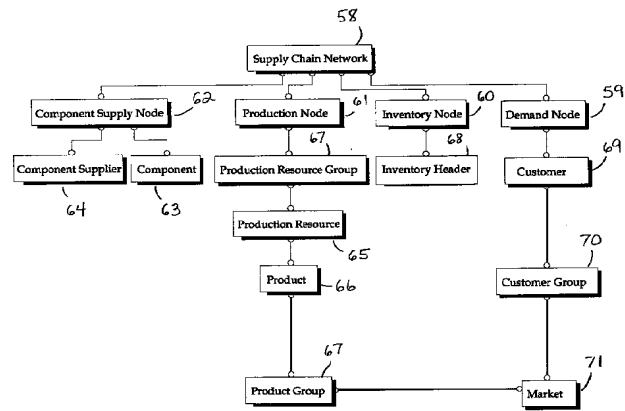 58
Supply Chain Network
Component Supply Node
62
Production Node
61
Inventory Node
60
Demand Node
59
Component Supplier
64
Component
63
67
Production Resource Group
68
Inventory Header
Customer
69
Production Resource
65
Product
66
70
Customer Group
67
Product Group
Market
71